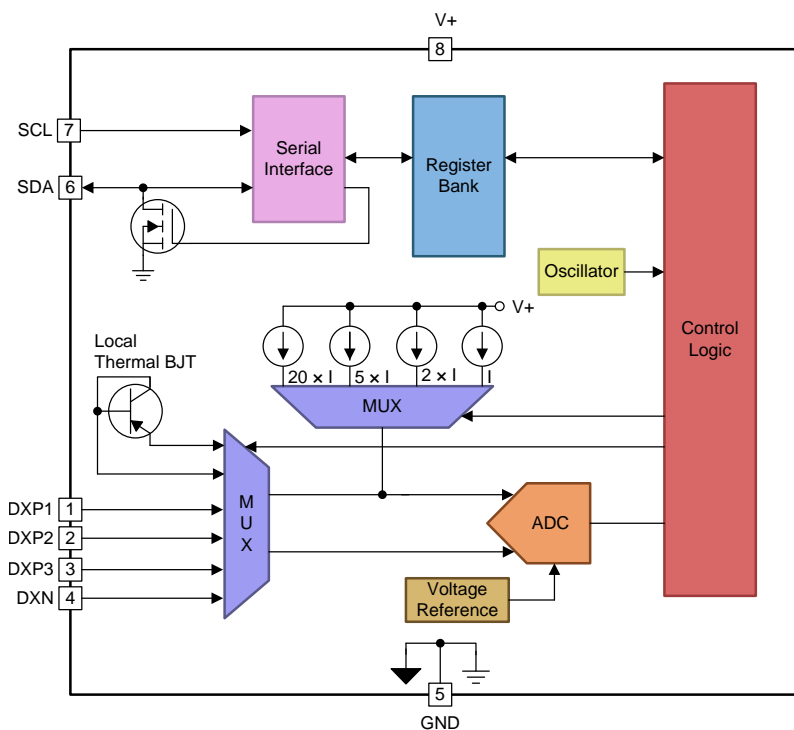 V+
8
SCL
7
Serial
Interface
Register
Bank
SDA
6
Oscillator
V+
Control
Logic
Local
Thermal BJT
20 × I
5 × I
2 × I
I
MUX
M
U
X
DXP1
1
DXP2
2
DXP3
3
DXN
4
ADC
Voltage
Reference
5
GND